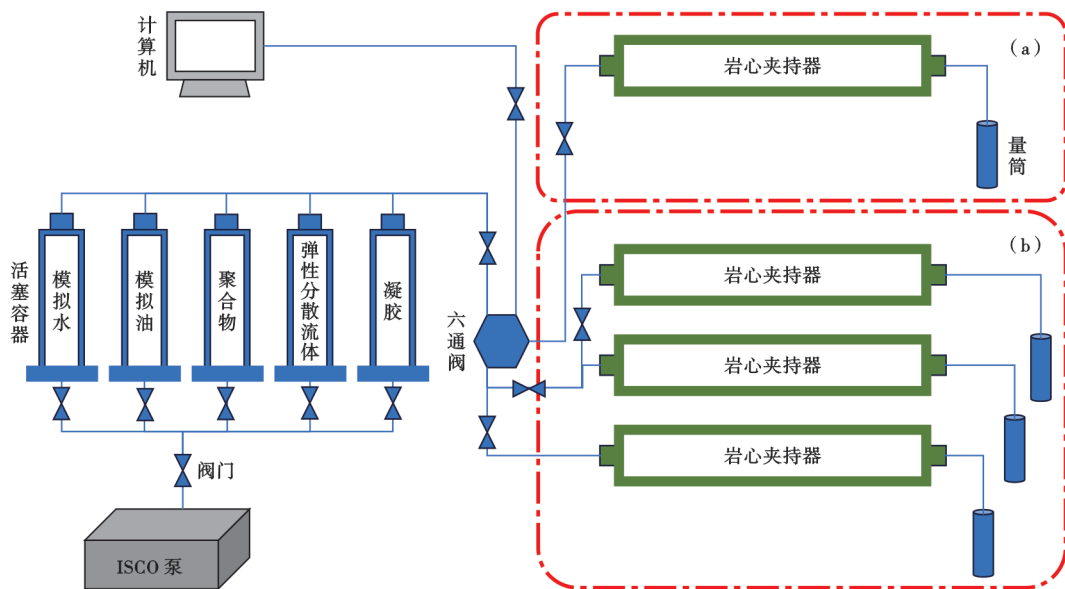 计算机
(a)
岩心夹持器
量筒
活塞容器
模拟水
模拟油
聚合物
弹性分散流体
凝胶
六通阀
(b)
岩心夹持器
岩心夹持器
岩心夹持器
阀门
ISCO 泵